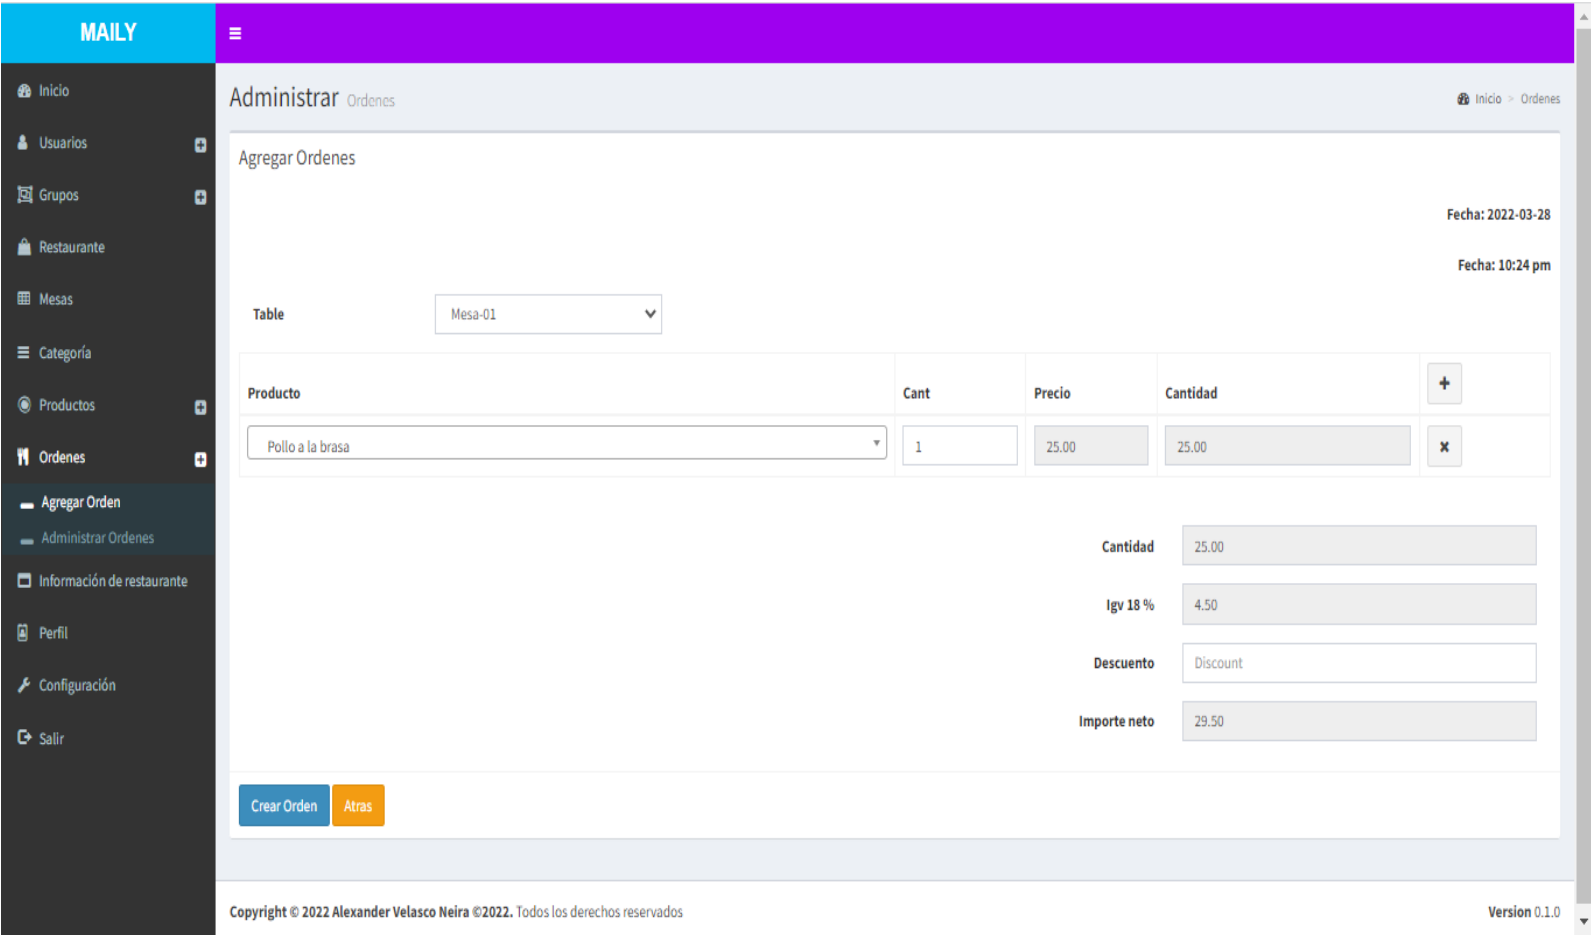 MAILY
Inicio
Usuarios
Grupos
Restaurante
Mesas
Categoría
Productos
Ordenes
Agregar Orden
Administrar Ordenes
Información de restaurante
Perfil
Configuración
Salir
Administrar Ordenes
Inicio > Ordenes
Agregar Ordenes
Fecha: 2022-03-28
Fecha: 10:24 pm
Table Mesa-01
Producto Cant Precio Cantidad
Pollo a la brasa 1 25.00 25.00
Cantidad 25.00
Igv 18 % 4.50
Descuento Discount
Importe neto 29.50
Crear Orden Atras
Copyright © 2022 Alexander Velasco Neira ©2022. Todos los derechos reservados
Version 0.1.0